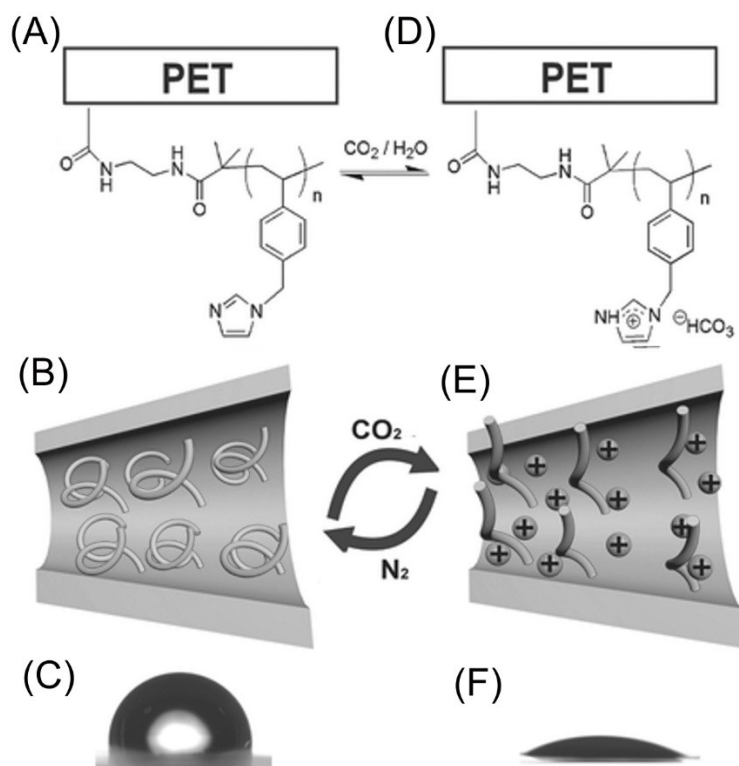 (A)
(D)
PET
PET
CO₂ / H₂O
O
N
H
H
N
O
n
N
N
O
N
H
H
N
O
n
NH
N
⊕
⊖HCO₃
(B)
(E)
CO₂
N₂
+
+
+
+
+
+
+
+
+
(C)
(F)